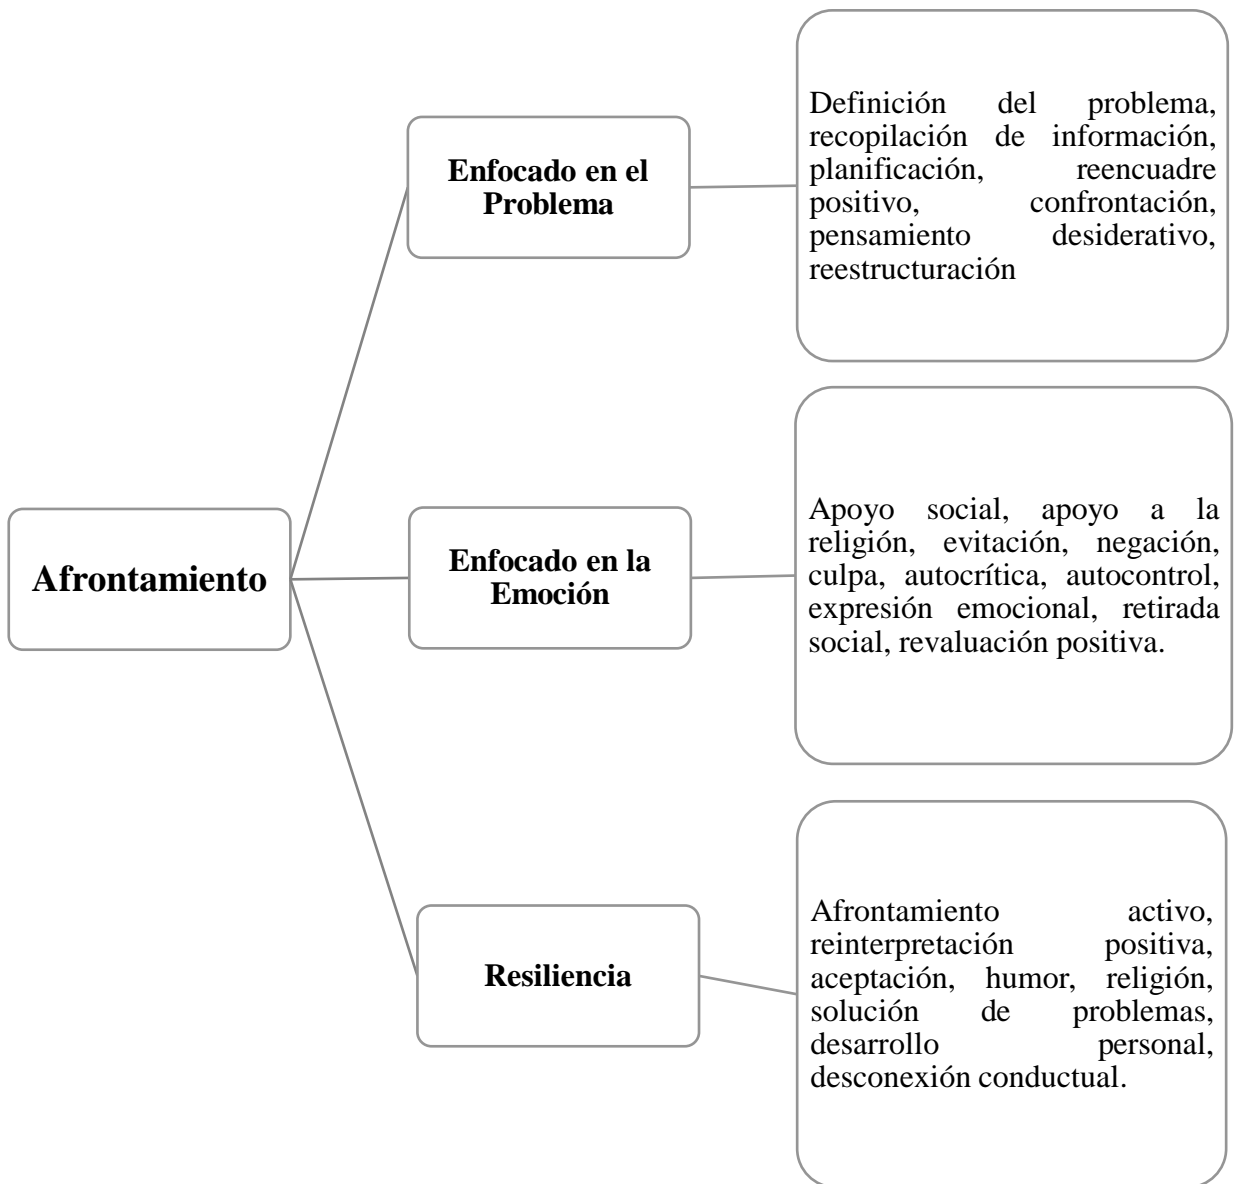 Afrontamiento
Enfocado en el
Problema
Definición del problema,
recopilación de información,
planificación, reencuadre
positivo, confrontación,
pensamiento desiderativo,
reestructuración
Enfocado en la
Emoción
Apoyo social, apoyo a la
religión, evitación, negación,
culpa, autocrítica, autocontrol,
expresión emocional, retirada
social, revaluación positiva.
Resiliencia
Afrontamiento activo,
reinterpretación positiva,
aceptación, humor, religión,
solución de problemas,
desarrollo personal,
desconexión conductual.